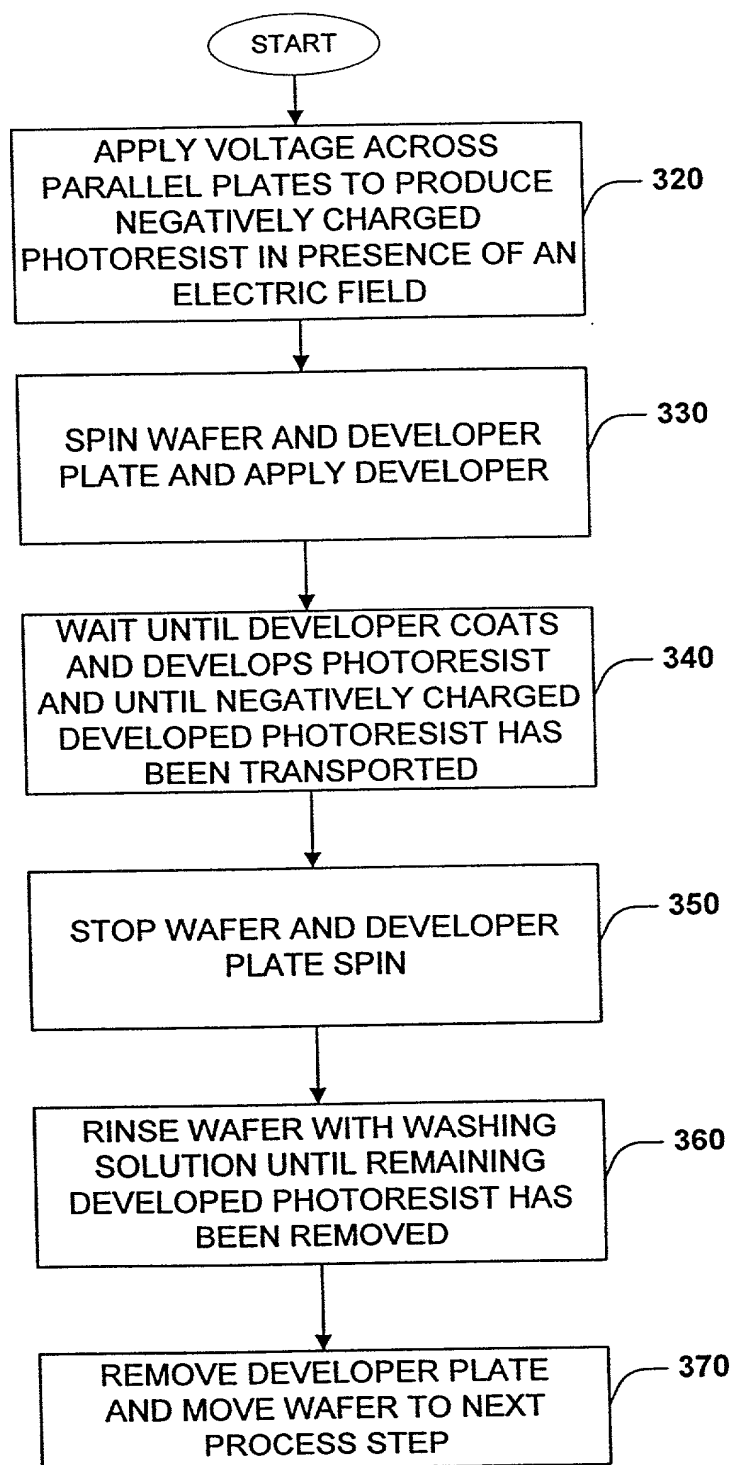 START
APPLY VOLTAGE ACROSS
PARALLEL PLATES TO PRODUCE
NEGATIVELY CHARGED
PHOTORESIST IN PRESENCE OF AN
ELECTRIC FIELD
320
SPIN WAFER AND DEVELOPER
PLATE AND APPLY DEVELOPER
330
WAIT UNTIL DEVELOPER COATS
AND DEVELOPS PHOTORESIST
AND UNTIL NEGATIVELY CHARGED
DEVELOPED PHOTORESIST HAS
BEEN TRANSPORTED
340
STOP WAFER AND DEVELOPER
PLATE SPIN
350
RINSE WAFER WITH WASHING
SOLUTION UNTIL REMAINING
DEVELOPED PHOTORESIST HAS
BEEN REMOVED
360
REMOVE DEVELOPER PLATE
AND MOVE WAFER TO NEXT
PROCESS STEP
370